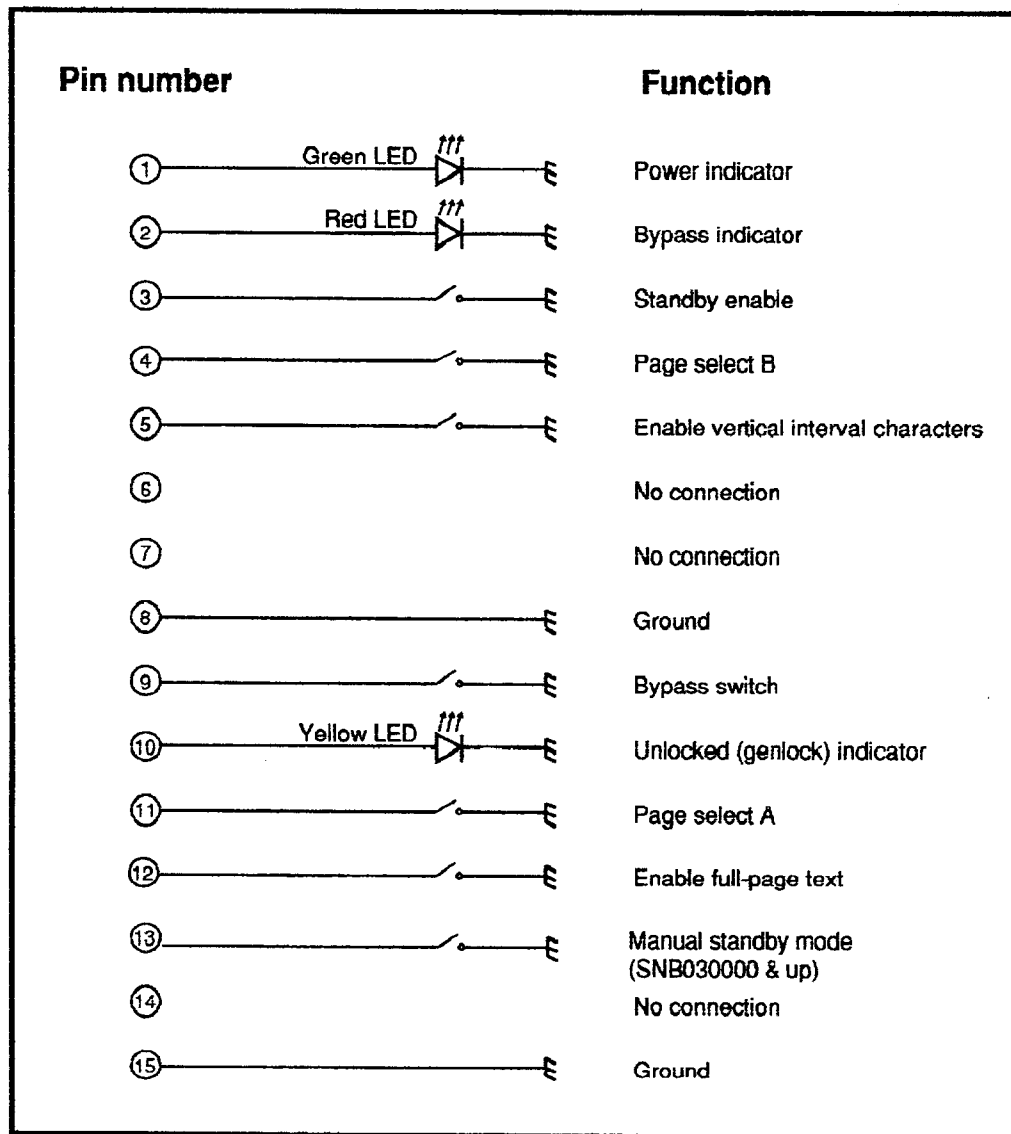 Pin number Function
1 Green LED Power indicator
2 Red LED Bypass indicator
3 Standby enable
4 Page select B
5 Enable vertical interval characters
6 No connection
7 No connection
8 Ground
9 Bypass switch
10 Yellow LED Unlocked (genlock) indicator
11 Page select A
12 Enable full-page text
13 Manual standby mode
(SNB030000 & up)
14 No connection
15 Ground